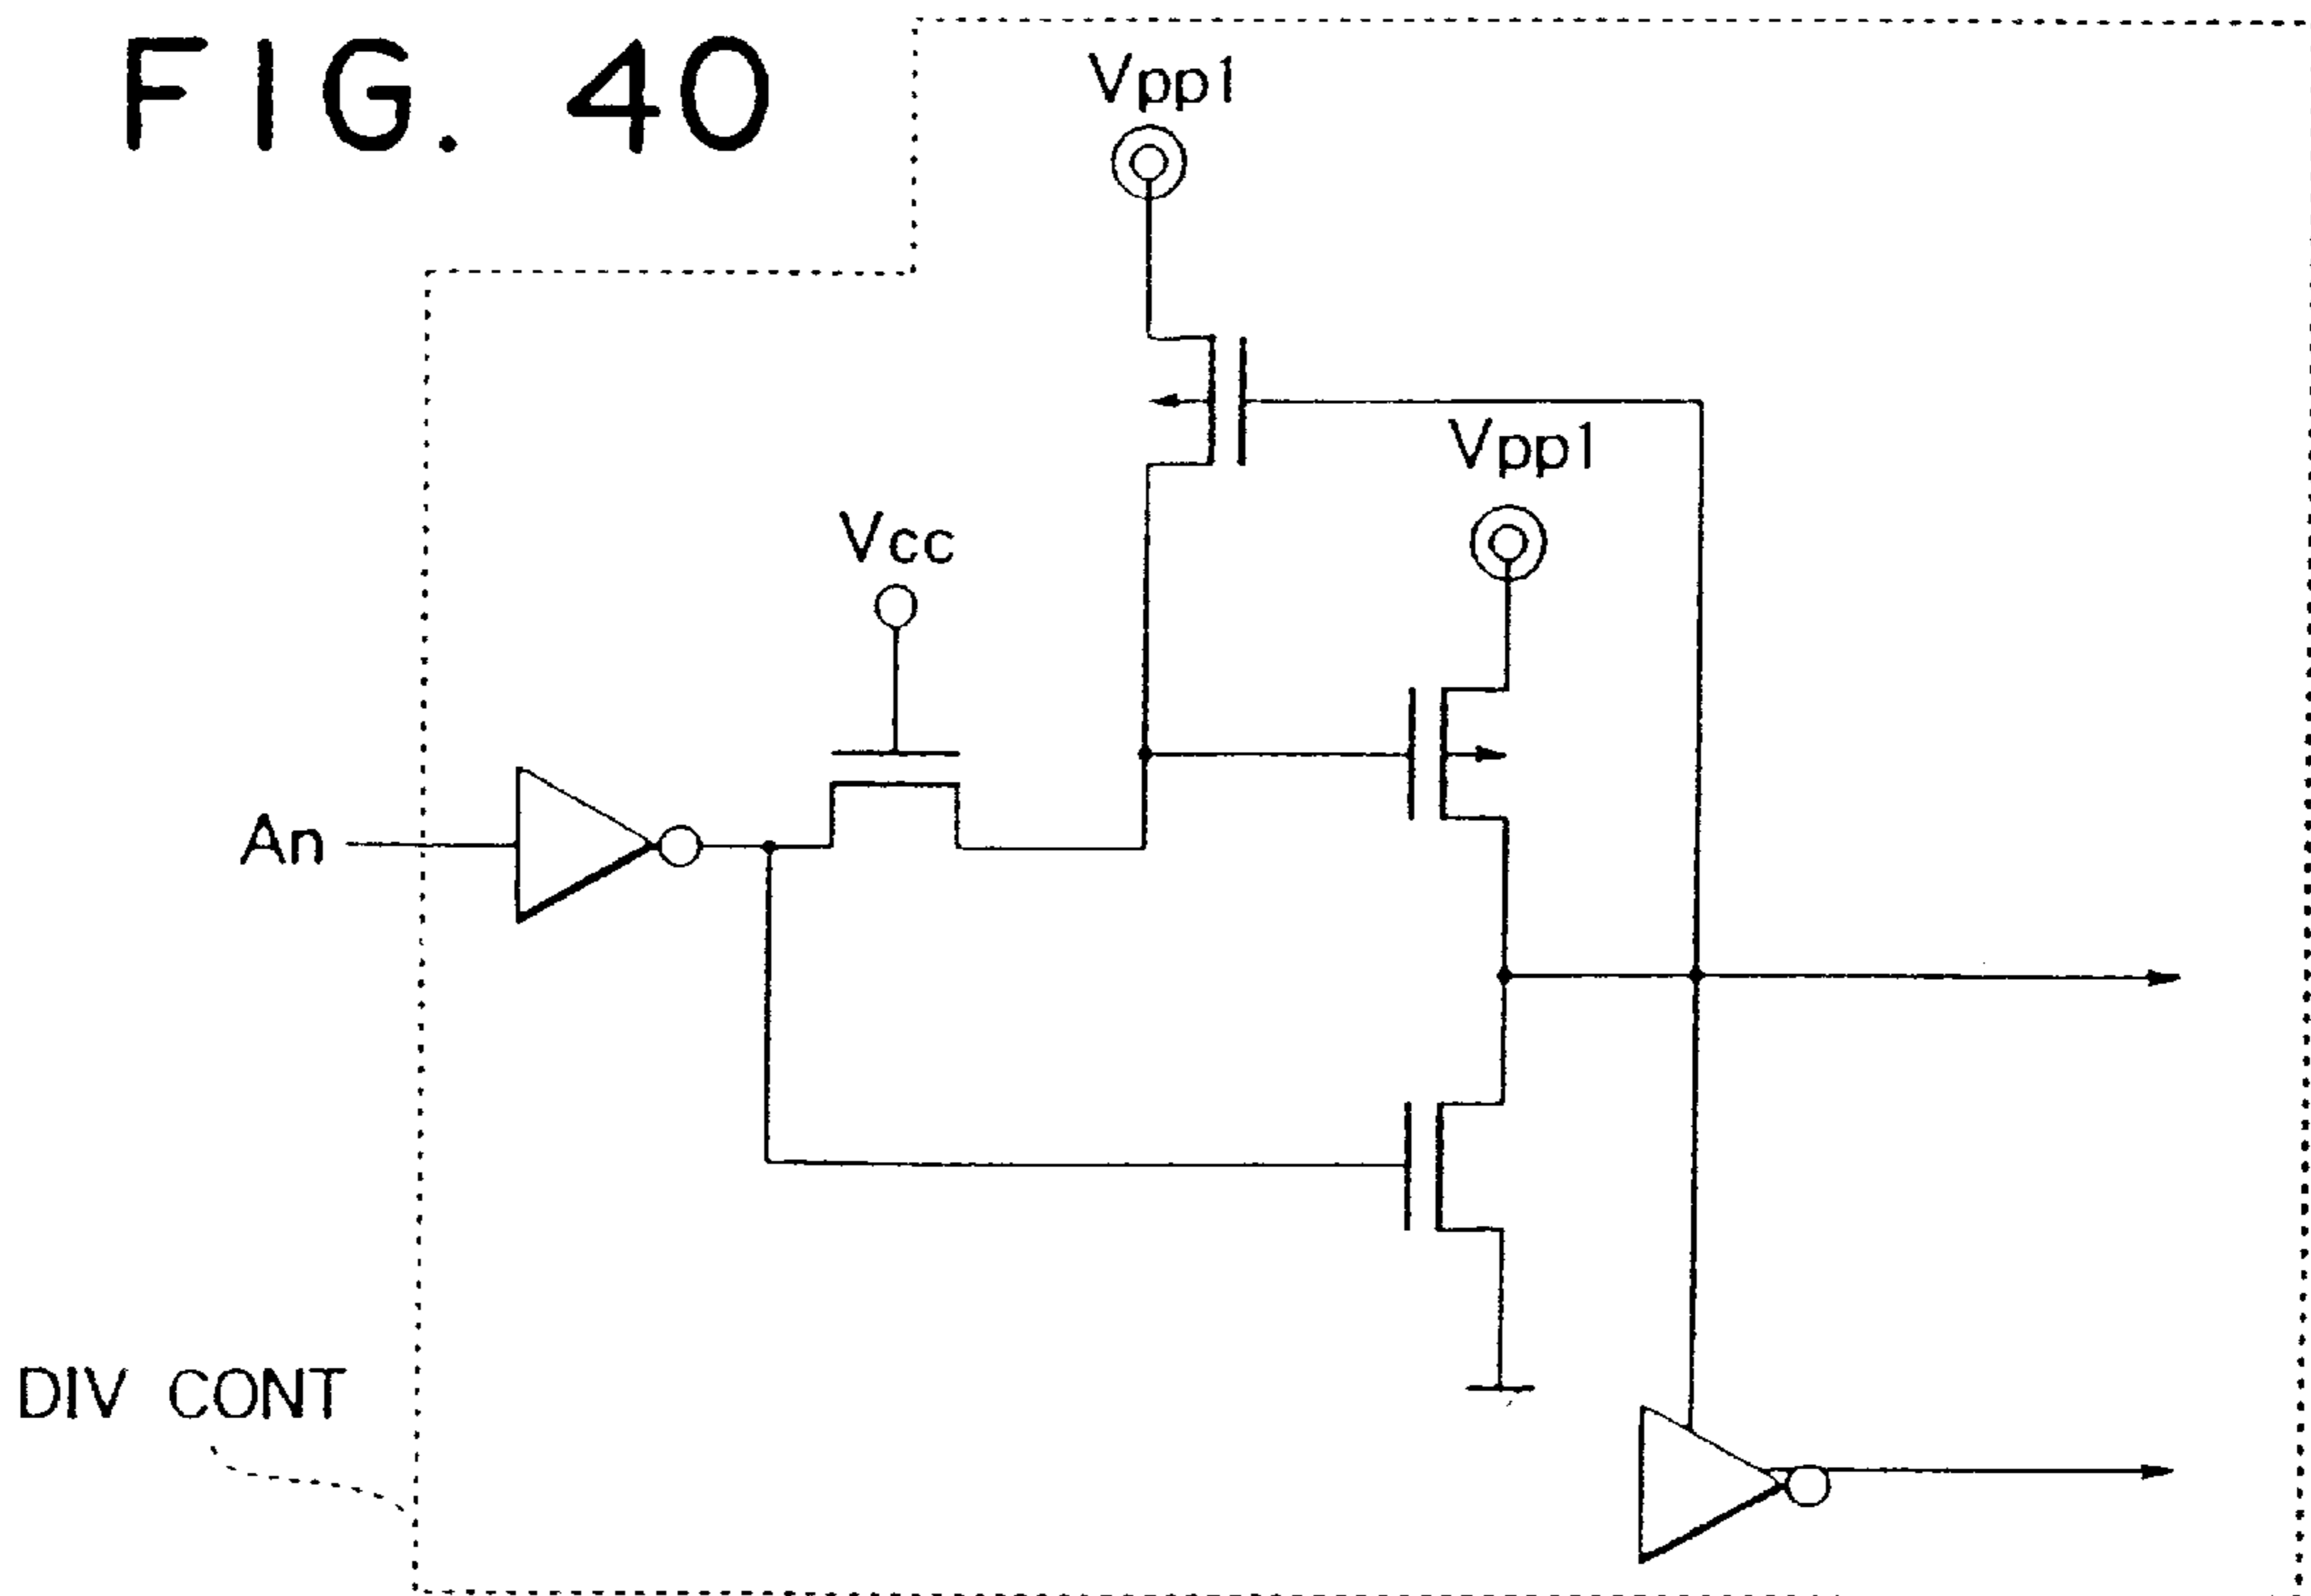 FIG. 40
Vpp1
Vpp1
Vcc
An
DIV CONT